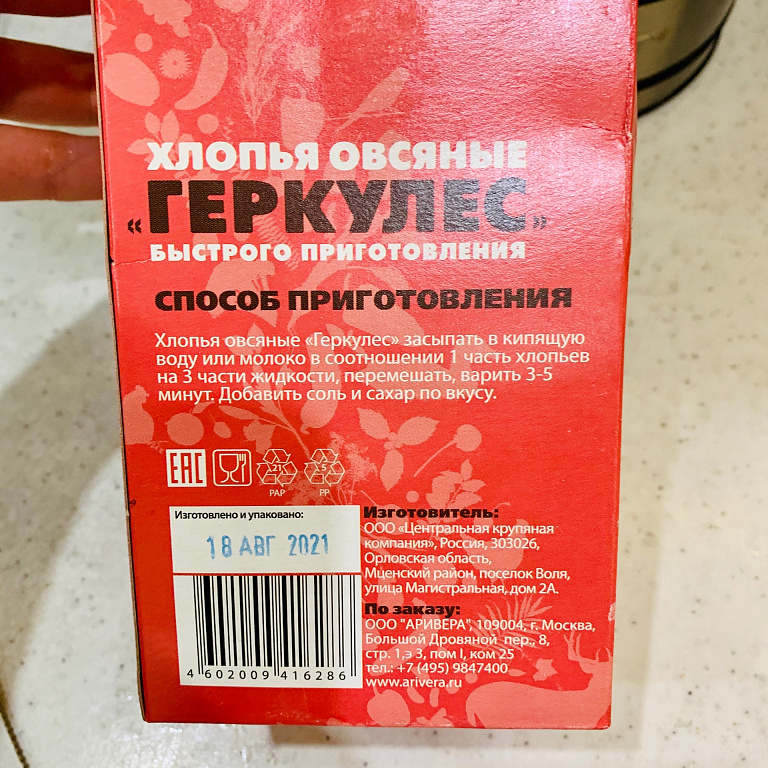 ХЛОПЬЯ ОВСЯНЫЕ
«ГЕРКУЛЕС»
БЫСТРОГО ПРИГОТОВЛЕНИЯ
СПОСОБ ПРИГОТОВЛЕНИЯ
Хлопья овсяные «Геркулес» засыпать в кипящую
воду или молоко в соотношении 1 часть хлопьев
на 3 части жидкости, перемешать, варить 3-5
минут. Добавить соль и сахар по вкусу.
EAC
21
5
PAP
PP
Изготовлено и упаковано:
18 АВГ 2021
4 602009 416286
Изготовитель:
ООО «Центральная крупяная
компания», Россия, 303026,
Орловская область,
Мценский район, поселок Воля,
улица Магистральная, дом 2А.
По заказу:
ООО "АРИВЕРА", 109004, г. Москва,
Большой Дровяной пер., 8,
стр. 1,э 3, пом I, ком 25
тел.: +7 (495) 9847400
www.arivera.ru